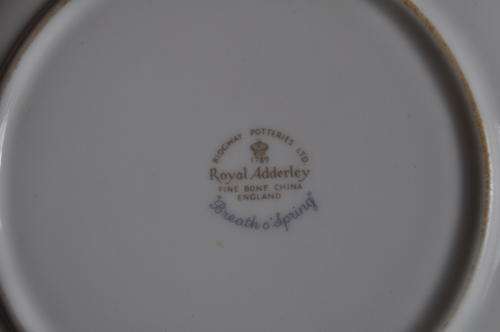 RIDGWAY POTTERIES LTD.
1789
Royal Adderley
FINE BONE CHINA
ENGLAND
"Breath o' Spring"